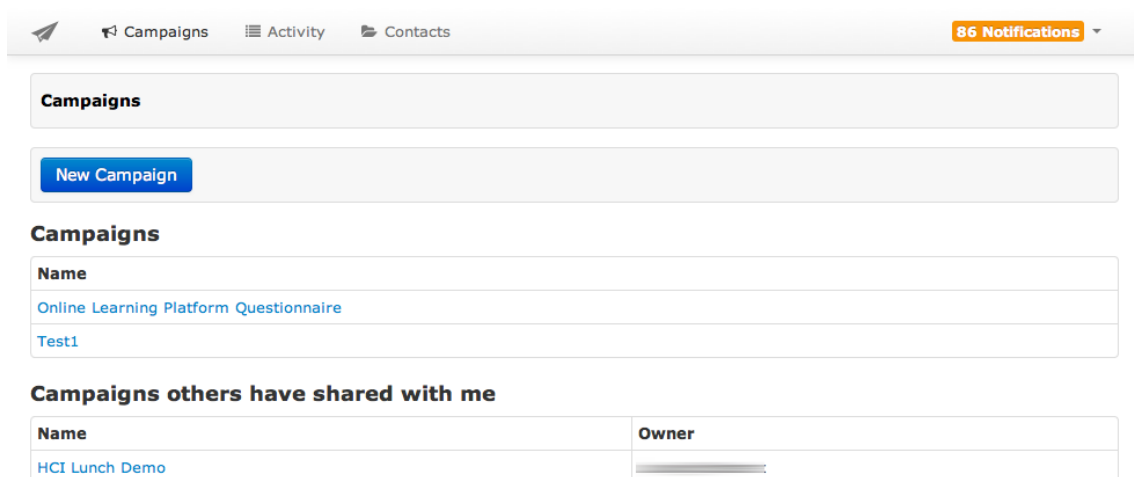 Campaigns Activity Contacts 86 Notifications
Campaigns
New Campaign
Campaigns
Name
Online Learning Platform Questionnaire
Test1
Campaigns others have shared with me
Name Owner
HCI Lunch Demo